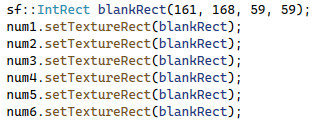 sf::IntRect blankRect(161, 168, 59, 59);
num1.setTextureRect(blankRect);
num2.setTextureRect(blankRect);
num3.setTextureRect(blankRect);
num4.setTextureRect(blankRect);
num5.setTextureRect(blankRect);
num6.setTextureRect(blankRect);